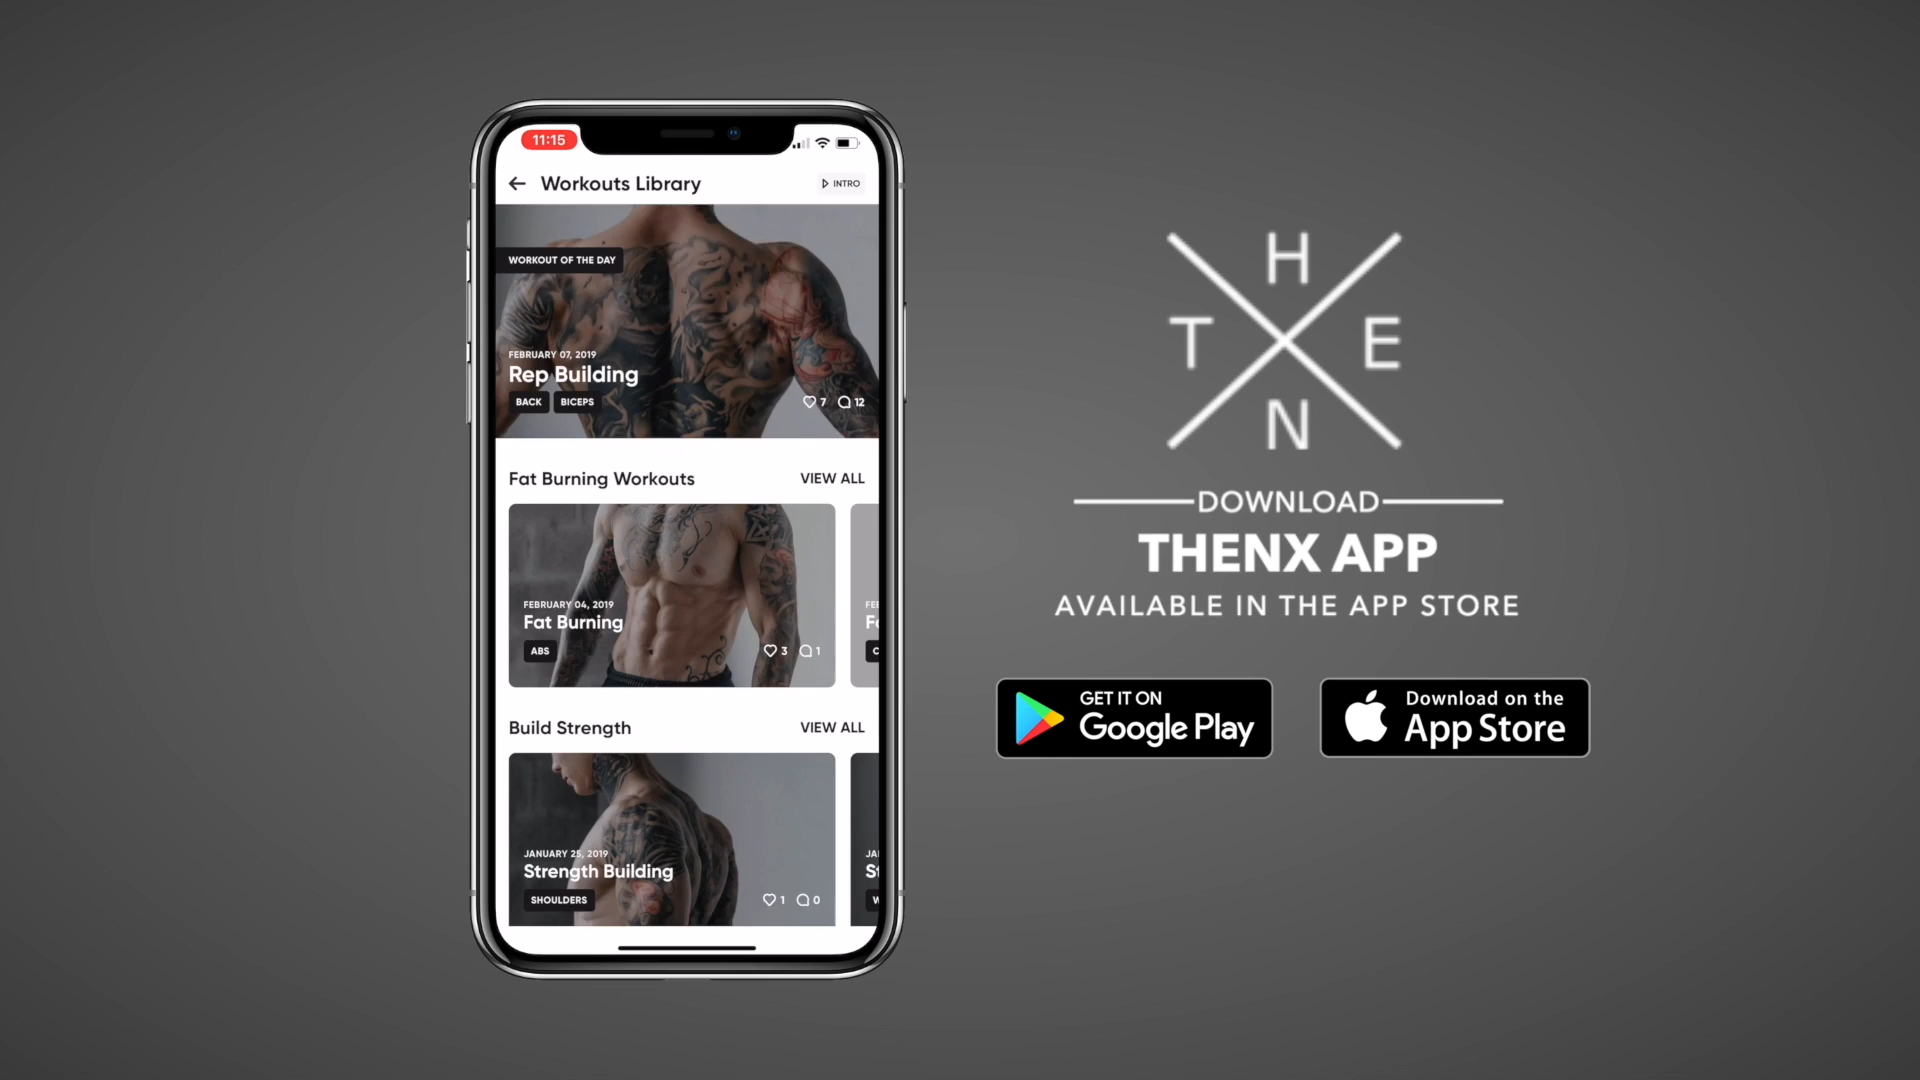 11:15
Workouts Library
INTRO
WORKOUT OF THE DAY
FEBRUARY 07, 2019
Rep Building
BACK BICEPS
7 12
Fat Burning Workouts VIEW ALL
FEBRUARY 04, 2019
Fat Burning
ABS
3 1
Build Strength VIEW ALL
JANUARY 25, 2019
Strength Building
SHOULDERS
1 0
H
T E
N
DOWNLOAD
THENX APP
AVAILABLE IN THE APP STORE
GET IT ON
Google Play
Download on the
App Store